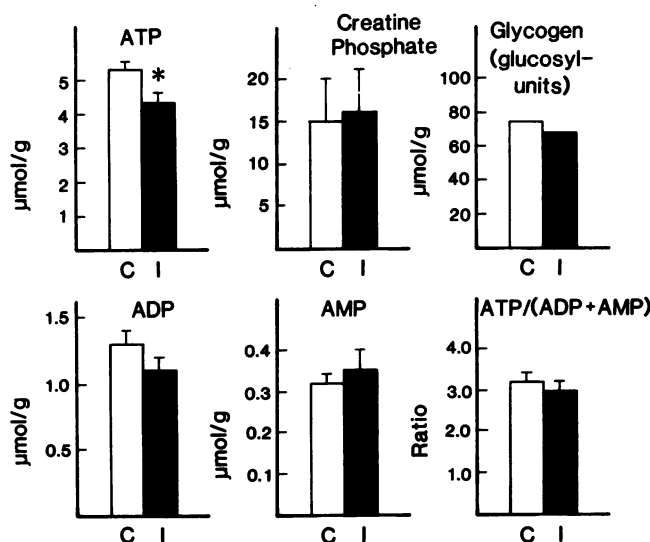 ATP
5
4
3
2
1
μmol/g
*
C I
Creatine
Phosphate
20
15
10
5
μmol/g
C I
Glycogen
(glucosyl–
units)
100
80
60
40
20
μmol/g
C I
ADP
1.5
1.0
0.5
μmol/g
C I
AMP
0.4
0.3
0.2
0.1
μmol/g
C I
ATP/(ADP+AMP)
4.0
3.0
2.0
1.0
Ratio
C I